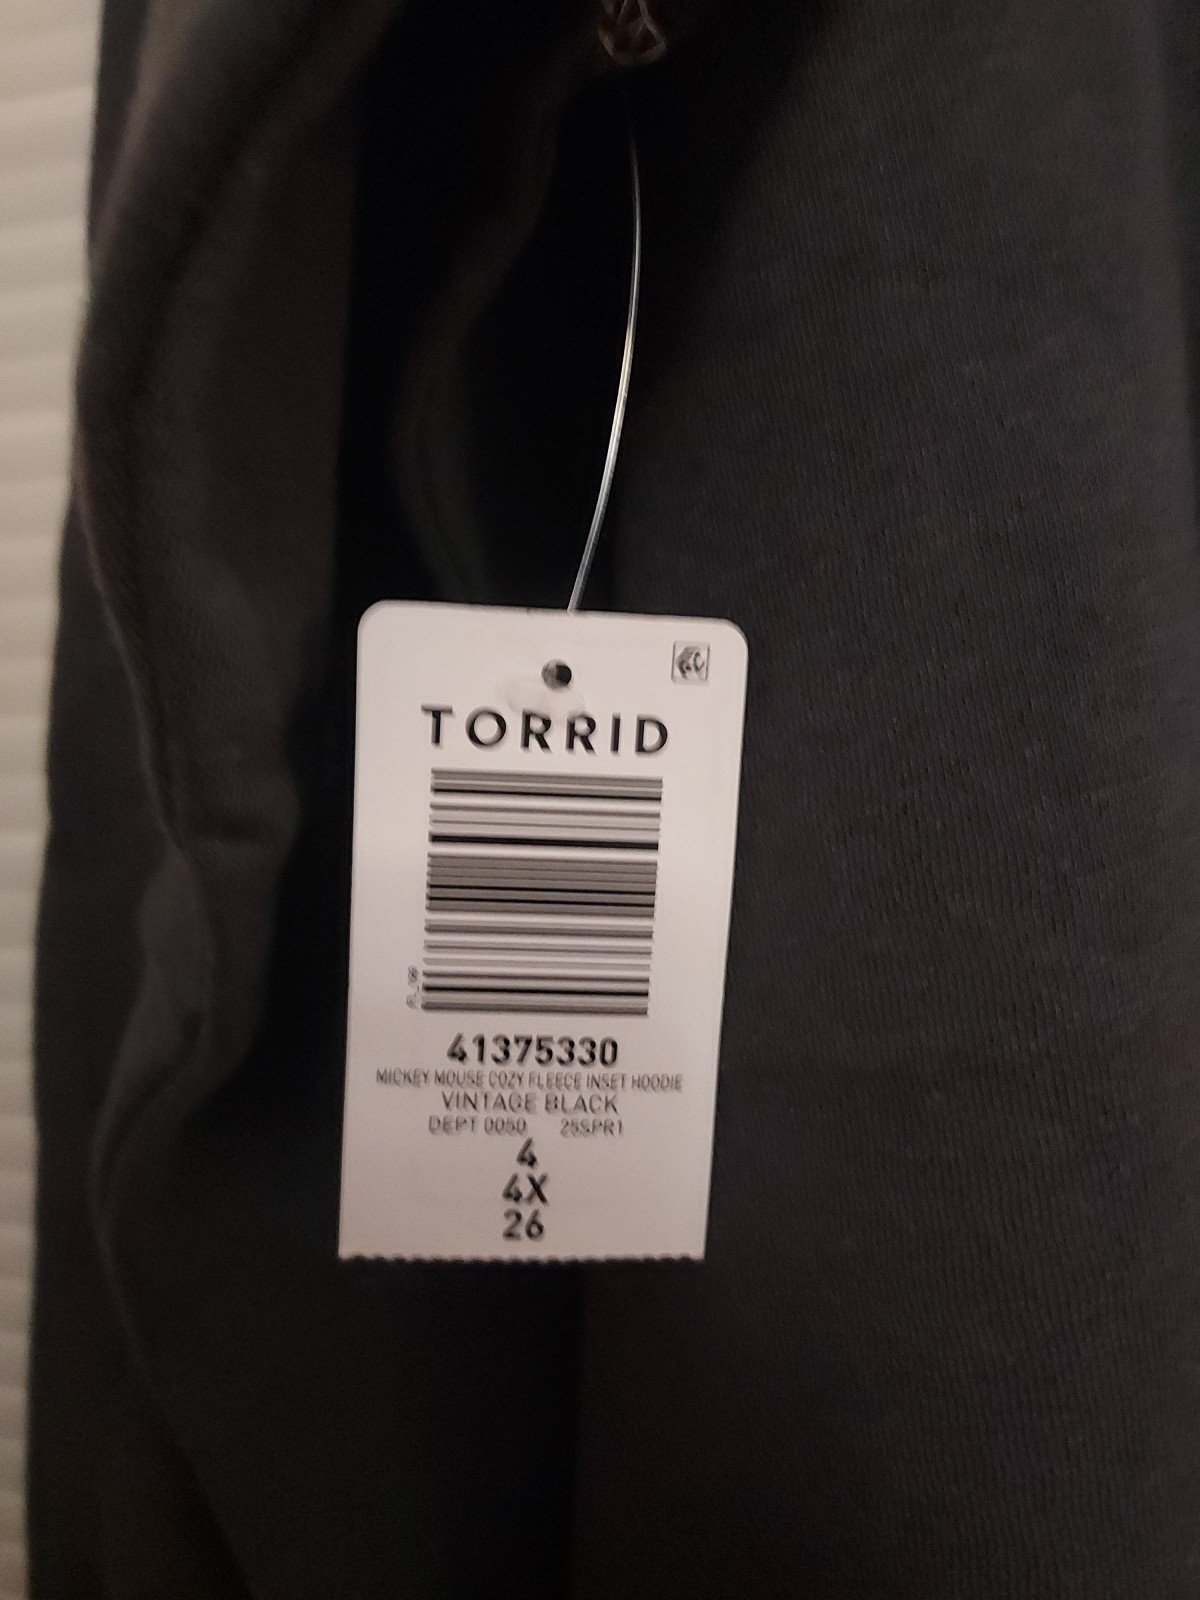 TORRID
41375330
MICKEY MOUSE COZY FLEECE INSET HOODIE
VINTAGE BLACK
DEPT 0050 25SPR1
4
4X
26